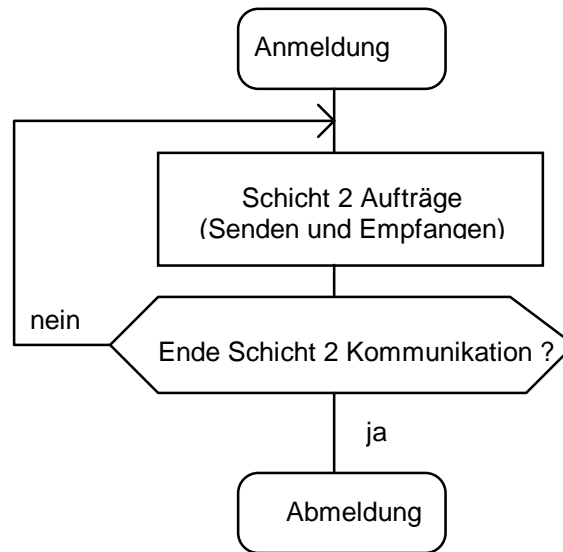 Anmeldung
Schicht 2 Aufträge
(Senden und Empfangen)
nein
Ende Schicht 2 Kommunikation ?
ja
Abmeldung